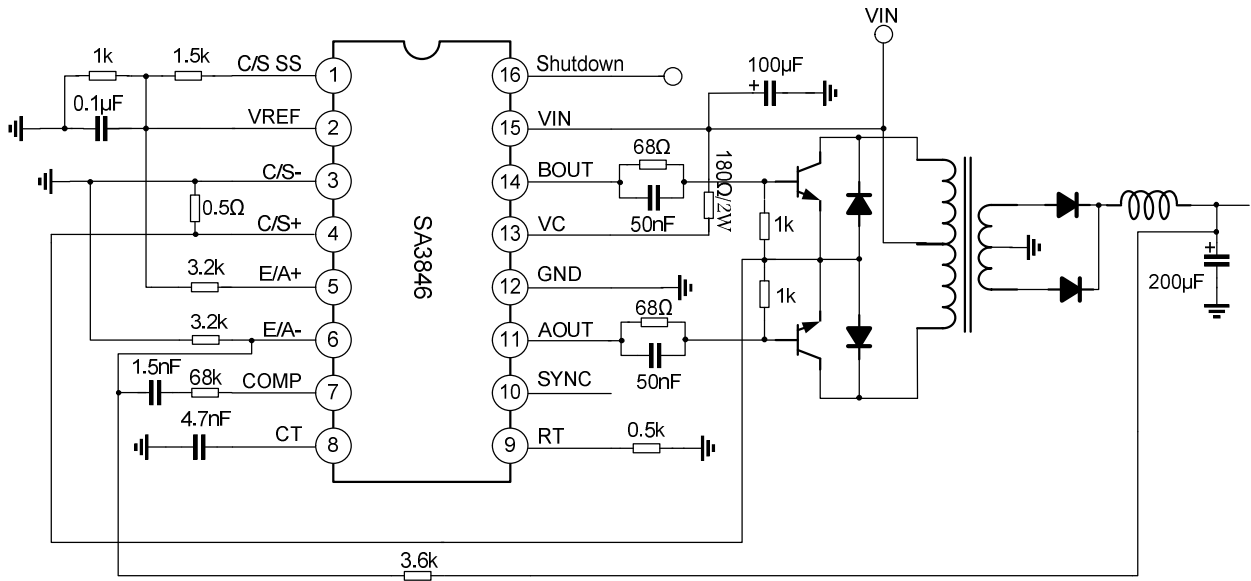 VIN
1k
1.5k
C/S SS
1
16
Shutdown
100µF
+
0.1µF
VREF
2
15
VIN
68Ω
180Ω/2W
C/S-
3
14
BOUT
50nF
0.5Ω
C/S+
4
13
VC
1k
SA3846
3.2k
E/A+
5
12
GND
1k
+
200µF
68Ω
3.2k
E/A-
6
11
AOUT
50nF
1.5nF
68k
COMP
7
10
SYNC
4.7nF
CT
8
9
RT
0.5k
3.6k